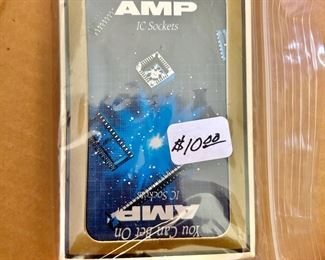 AMP
IC Sockets
$10.00
You Can Bet On
AMP
IC Sockets